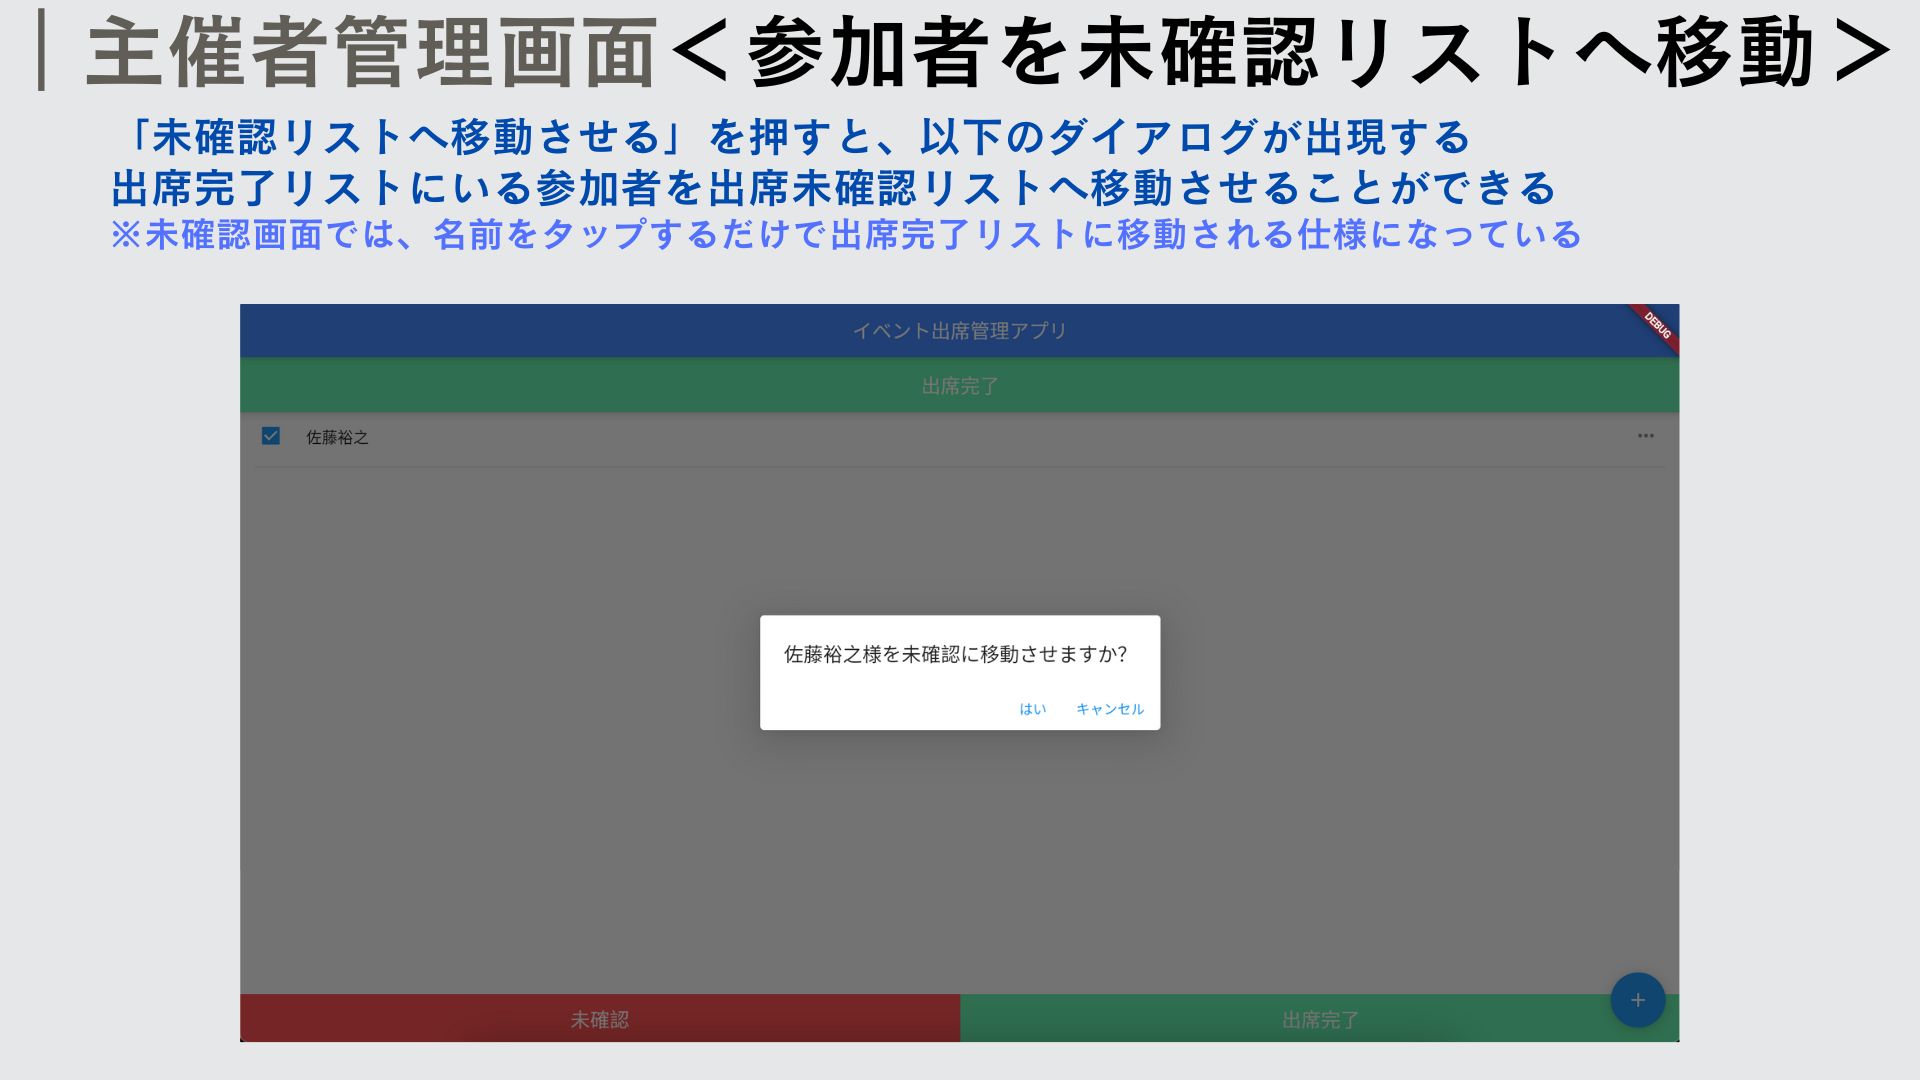 ｜主催者管理画面＜参加者を未確認リストへ移動＞
「未確認リストへ移動させる」を押すと、以下のダイアログが出現する
出席完了リストにいる参加者を出席未確認リストへ移動させることができる
※未確認画面では、名前をタップするだけで出席完了リストに移動される仕様になっている
イベント出席管理アプリ
DEBUG
出席完了
佐藤裕之
佐藤裕之様を未確認に移動させますか？
はい キャンセル
未確認 出席完了